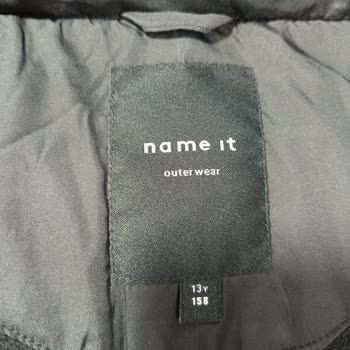 name it
outerwear
13Y
158